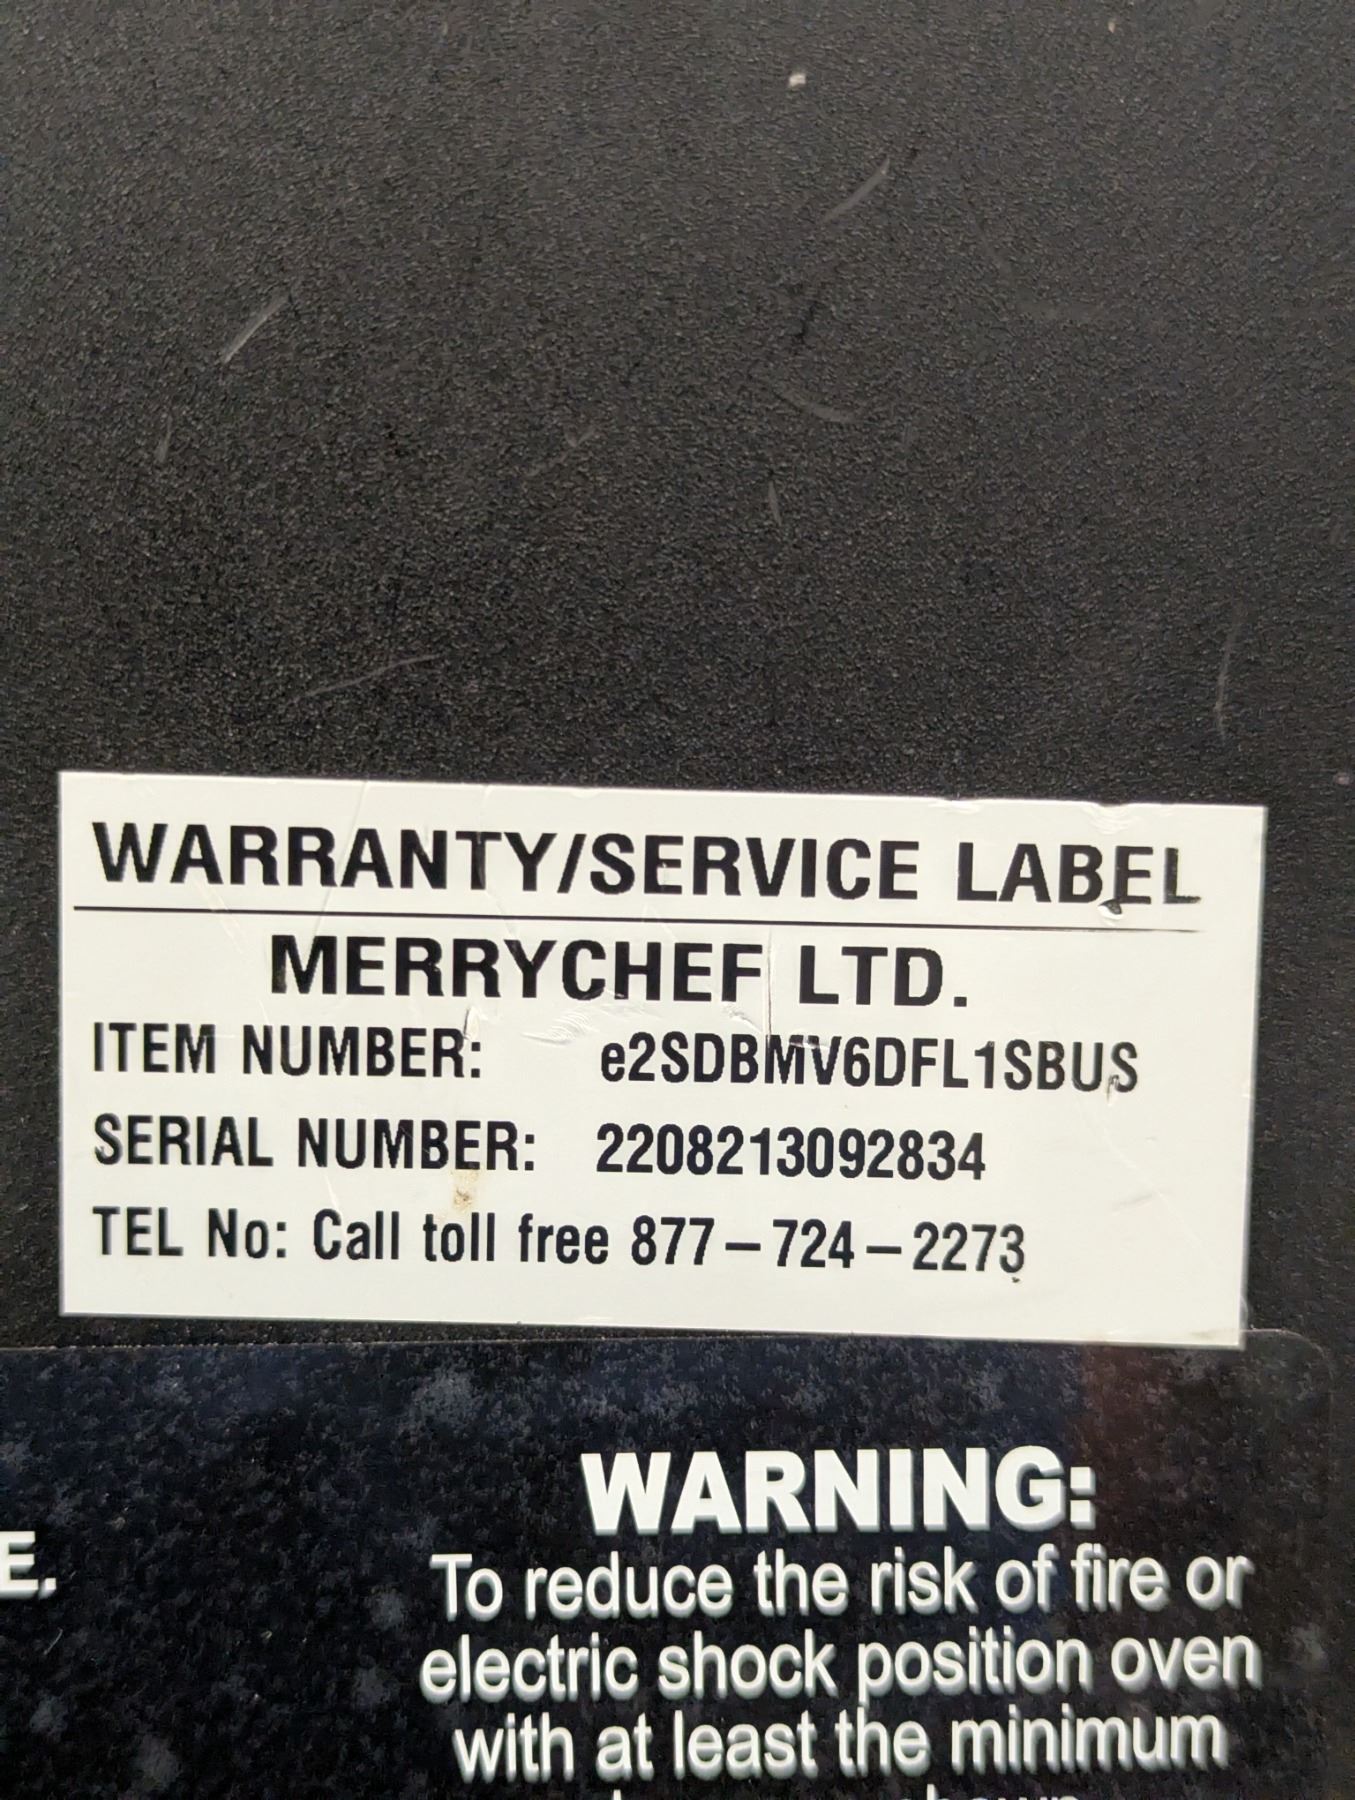 WARRANTY/SERVICE LABEL
MERRYCHEF LTD.
ITEM NUMBER: e2SDBMV6DFL1SBUS
SERIAL NUMBER: 2208213092834
TEL No: Call toll free 877-724-2273
WARNING:
E.
To reduce the risk of fire or
electric shock position oven
with at least the minimum
shown